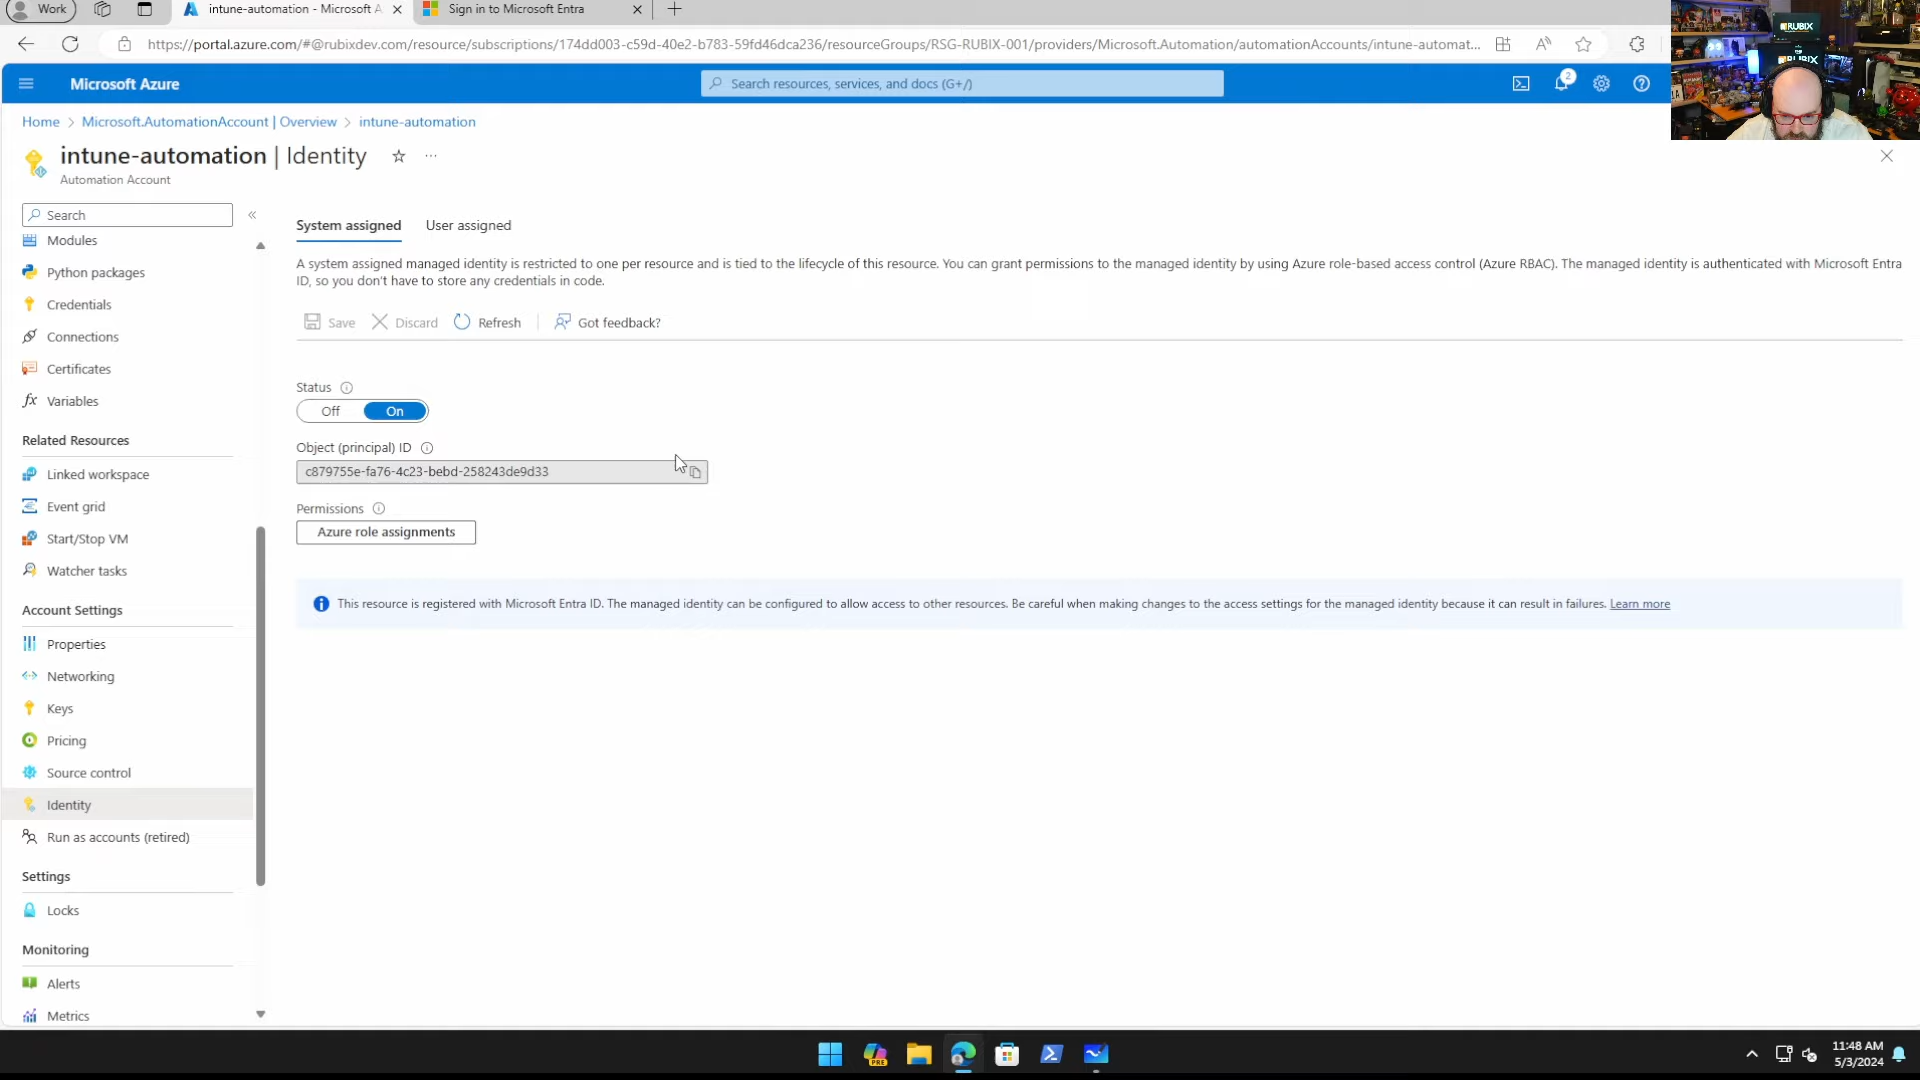 Work
intune-automation - Microsoft A
Sign in to Microsoft Entra
https://portal.azure.com/#@rubixdev.com/resource/subscriptions/174dd003-c59d-40e2-b783-59fd46dca236/resourceGroups/RSG-RUBIX-001/providers/Microsoft.Automation/automationAccounts/intune-automat...
Microsoft Azure
Search resources, services, and docs (G+/)
2
RUBIX
RUBIX
Home > Microsoft.AutomationAccount | Overview > intune-automation
intune-automation | Identity
Automation Account
Search
Modules
Python packages
Credentials
Connections
Certificates
Variables
Related Resources
Linked workspace
Event grid
Start/Stop VM
Watcher tasks
Account Settings
Properties
Networking
Keys
Pricing
Source control
Identity
Run as accounts (retired)
Settings
Locks
Monitoring
Alerts
Metrics
System assigned
User assigned
A system assigned managed identity is restricted to one per resource and is tied to the lifecycle of this resource. You can grant permissions to the managed identity by using Azure role-based access control (Azure RBAC). The managed identity is authenticated with Microsoft Entra
ID, so you don't have to store any credentials in code.
Save Discard Refresh Got feedback?
Status
Off On
Object (principal) ID
c879755e-fa76-4c23-bebd-258243de9d33
Permissions
Azure role assignments
This resource is registered with Microsoft Entra ID. The managed identity can be configured to allow access to other resources. Be careful when making changes to the access settings for the managed identity because it can result in failures. Learn more
PRE
11:48 AM
5/3/2024